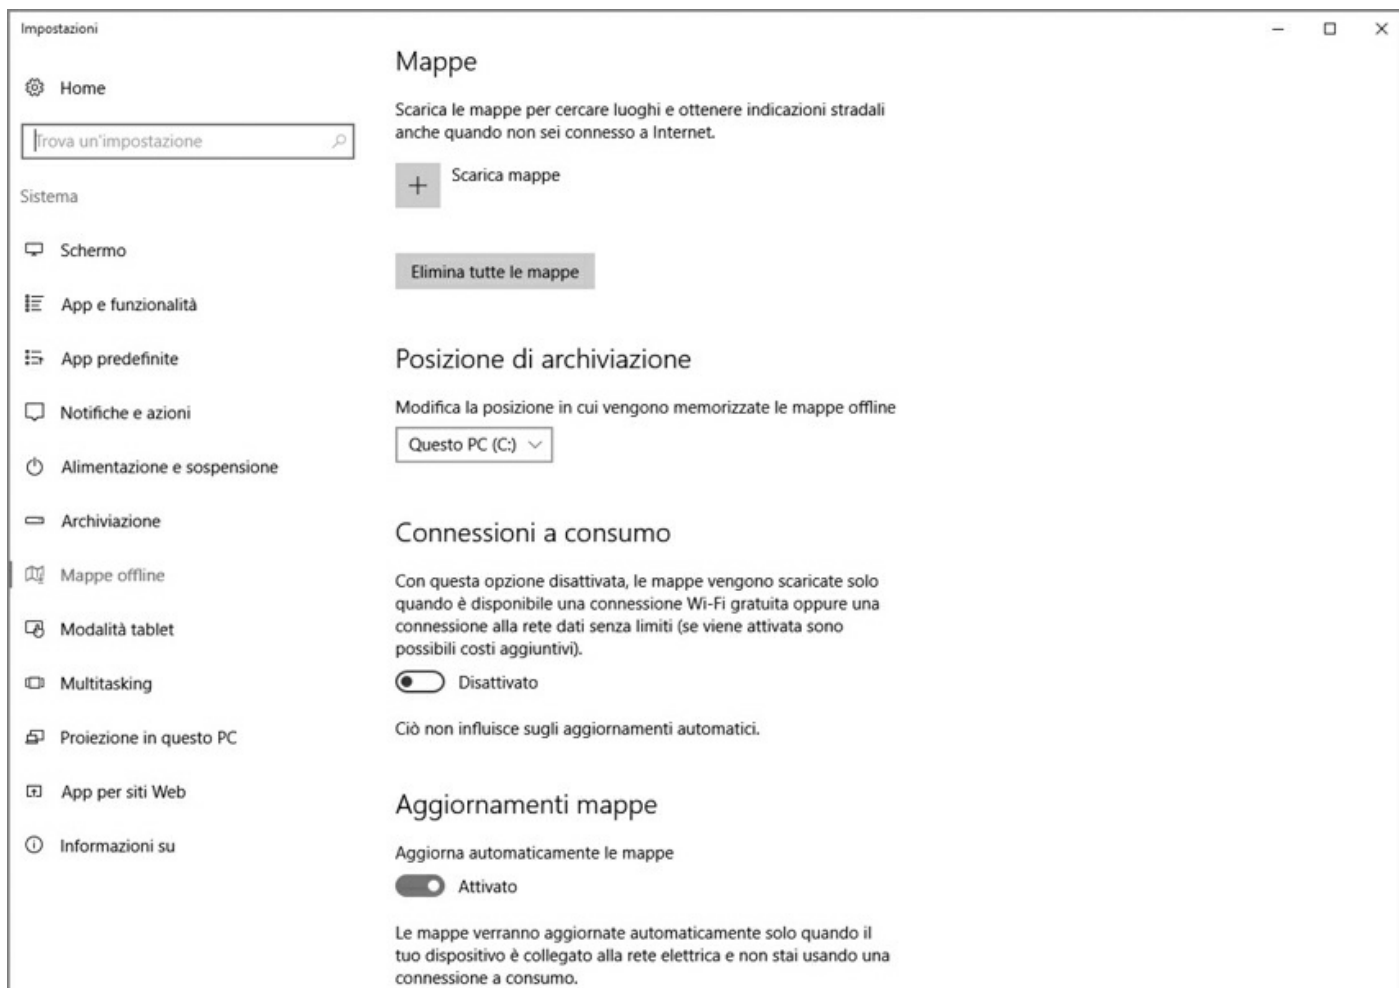 Impostazioni
Home
Trova un'impostazione
Sistema
Schermo
App e funzionalità
App predefinite
Notifiche e azioni
Alimentazione e sospensione
Archiviazione
Mappe offline
Modalità tablet
Multitasking
Proiezione in questo PC
App per siti Web
Informazioni su
Mappe
Scarica le mappe per cercare luoghi e ottenere indicazioni stradali
anche quando non sei connesso a Internet.
Scarica mappe
Elimina tutte le mappe
Posizione di archiviazione
Modifica la posizione in cui vengono memorizzate le mappe offline
Questo PC (C:)
Connessioni a consumo
Con questa opzione disattivata, le mappe vengono scaricate solo
quando è disponibile una connessione Wi-Fi gratuita oppure una
connessione alla rete dati senza limiti (se viene attivata sono
possibili costi aggiuntivi).
Disattivato
Ciò non influisce sugli aggiornamenti automatici.
Aggiornamenti mappe
Aggiorna automaticamente le mappe
Attivato
Le mappe verranno aggiornate automaticamente solo quando il
tuo dispositivo è collegato alla rete elettrica e non stai usando una
connessione a consumo.